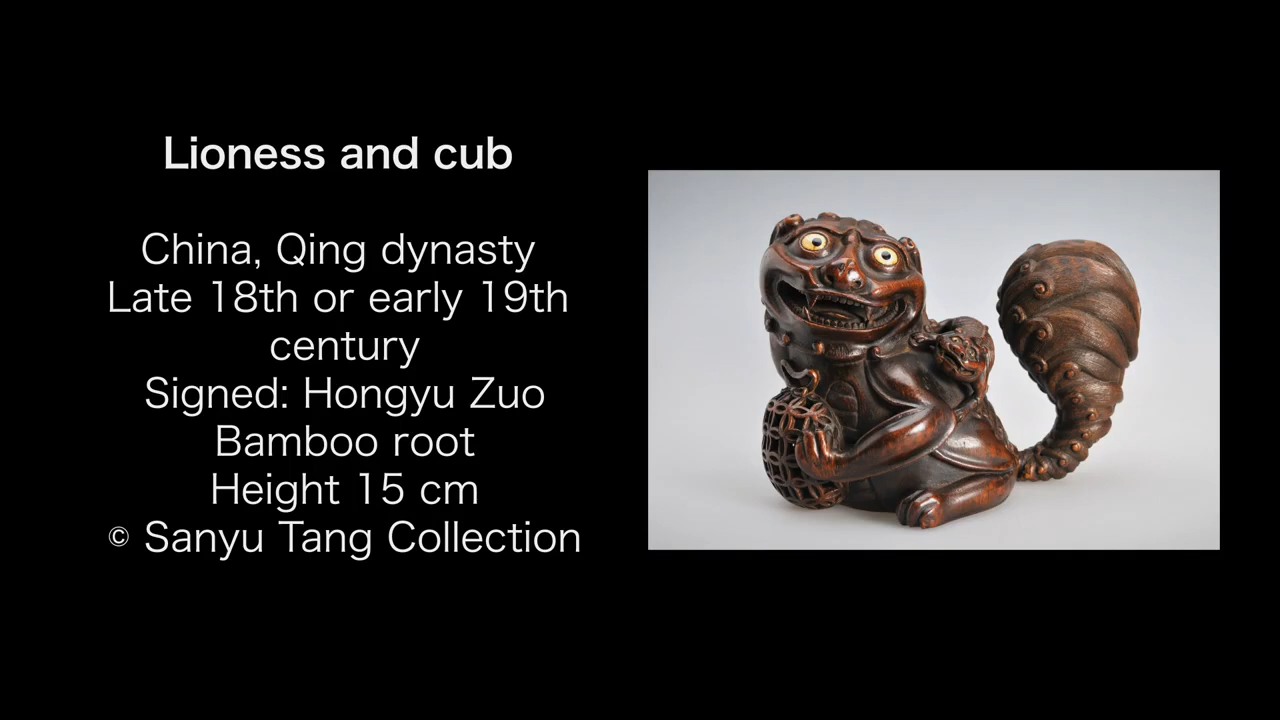 Lioness and cub
China, Qing dynasty
Late 18th or early 19th
century
Signed: Hongyu Zuo
Bamboo root
Height 15 cm
© Sanyu Tang Collection